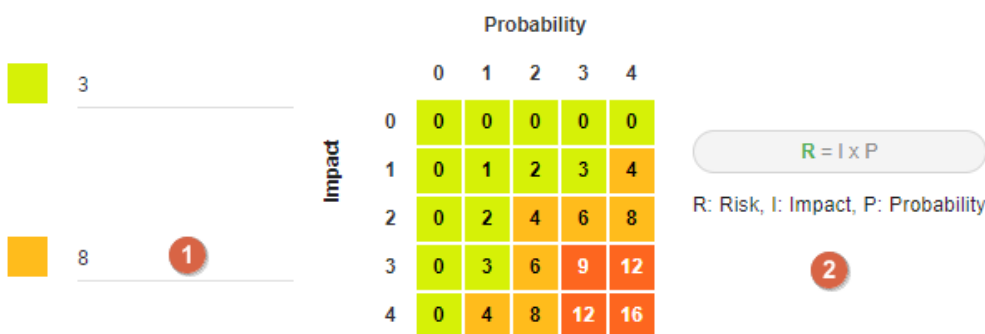 Probability
0 1 2 3 4
3
0 0 0 0 0 0
Impact
1 0 1 2 3 4
R = I x P
2 0 2 4 6 8
R: Risk, I: Impact, P: Probability
8
1
3 0 3 6 9 12
2
4 0 4 8 12 16